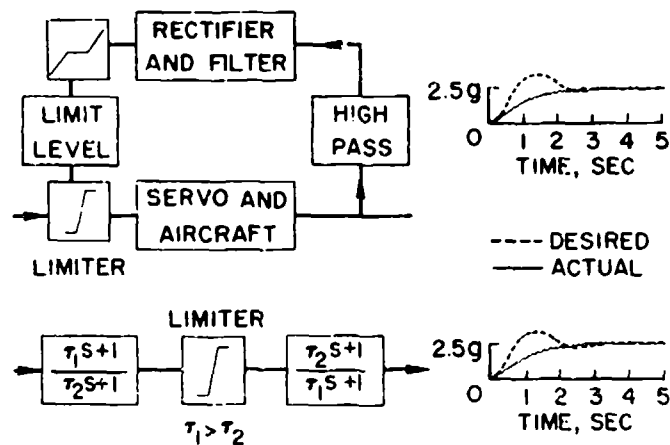 RECTIFIER
AND FILTER
LIMIT
LEVEL
HIGH
PASS
SERVO AND
AIRCRAFT
LIMITER
2.5g
0 1 2 3 4 5
TIME, SEC
DESIRED
ACTUAL
LIMITER
τ₁S+1
τ₂S+1
τ₂S+1
τ₁S+1
τ₁>τ₂
2.5g
0 1 2 3 4 5
TIME, SEC